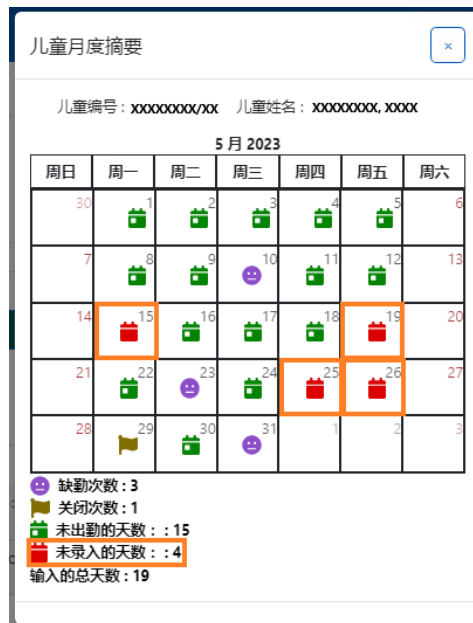 儿童月度摘要 ×
儿童编号 : xxxxxxxx/xx 儿童姓名 : xxxxxxxx, xxxx
5 月 2023
周日 周一 周二 周三 周四 周五 周六
30 1 2 3 4 5 6
7 8 9 10 11 12 13
14 15 16 17 18 19 20
21 22 23 24 25 26 27
28 29 30 31 1 2 3
缺勤次数 : 3
关闭次数 : 1
未出勤的天数 : : 15
未录入的天数 : : 4
输入的总天数 : 19